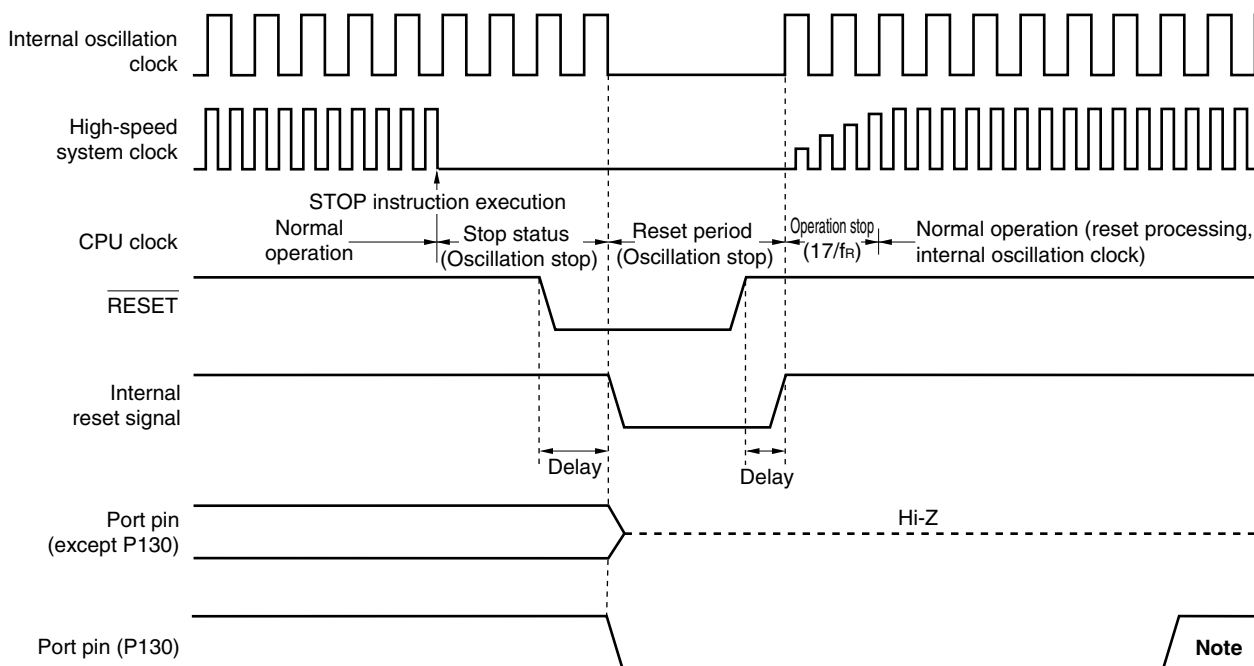 Internal oscillation
clock
High-speed
system clock
STOP instruction execution
CPU clock
Normal
operation
Stop status
(Oscillation stop)
Reset period
(Oscillation stop)
Operation stop
(17/fR)
Normal operation (reset processing,
internal oscillation clock)
RESET
Internal
reset signal
Delay
Delay
Port pin
(except P130)
Hi-Z
Port pin (P130)
Note